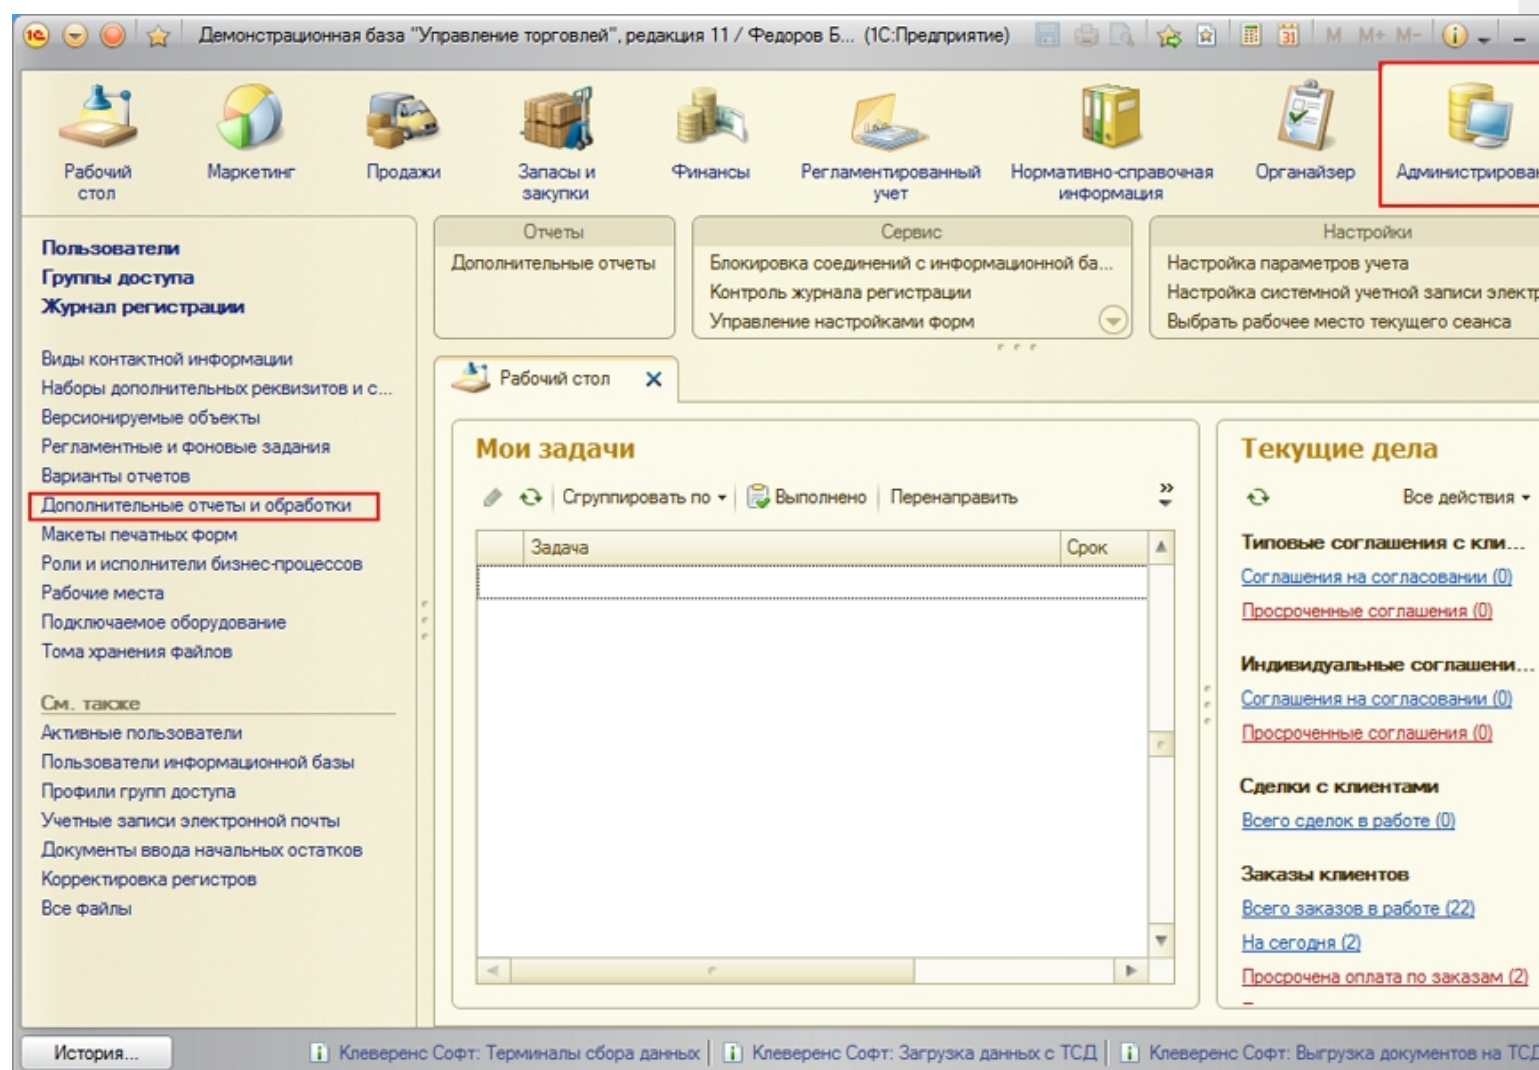 Демонстрационная база "Управление торговлей", редакция 11 / Федоров Б... (1С:Предприятие)
M M+ M-
Рабочий стол
Маркетинг
Продажи
Запасы и закупки
Финансы
Регламентированный учет
Нормативно-справочная информация
Органайзер
Администрирован
Пользователи
Группы доступа
Журнал регистрации
Виды контактной информации
Наборы дополнительных реквизитов и с...
Версионируемые объекты
Регламентные и фоновые задания
Варианты отчетов
Дополнительные отчеты и обработки
Макеты печатных форм
Роли и исполнители бизнес-процессов
Рабочие места
Подключаемое оборудование
Тома хранения файлов
См. также
Активные пользователи
Пользователи информационной базы
Профили групп доступа
Учетные записи электронной почты
Документы ввода начальных остатков
Корректировка регистров
Все файлы
Отчеты
Дополнительные отчеты
Сервис
Блокировка соединений с информационной ба...
Контроль журнала регистрации
Управление настройками форм
Настройки
Настройка параметров учета
Настройка системной учетной записи электр
Выбрать рабочее место текущего сеанса
Рабочий стол
Мои задачи
Сгруппировать по
Выполнено
Перенаправить
Задача
Срок
Текущие дела
Все действия
Типовые соглашения с кли...
Соглашения на согласовании (0)
Просроченные соглашения (0)
Индивидуальные соглашени...
Соглашения на согласовании (0)
Просроченные соглашения (0)
Сделки с клиентами
Всего сделок в работе (0)
Заказы клиентов
Всего заказов в работе (22)
На сегодня (2)
Просрочена оплата по заказам (2)
История...
Клеверенс Софт: Терминалы сбора данных
Клеверенс Софт: Загрузка данных с ТСД
Клеверенс Софт: Выгрузка документов на ТСД